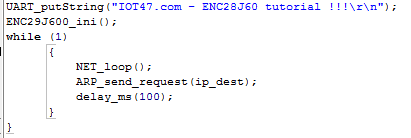 UART_putString("IOT47.com - ENC28J60 tutorial !!!\r\n");
ENC29J600_ini();
while (1)
{
NET_loop();
ARP_send_request(ip_dest);
delay_ms(100);
}
}